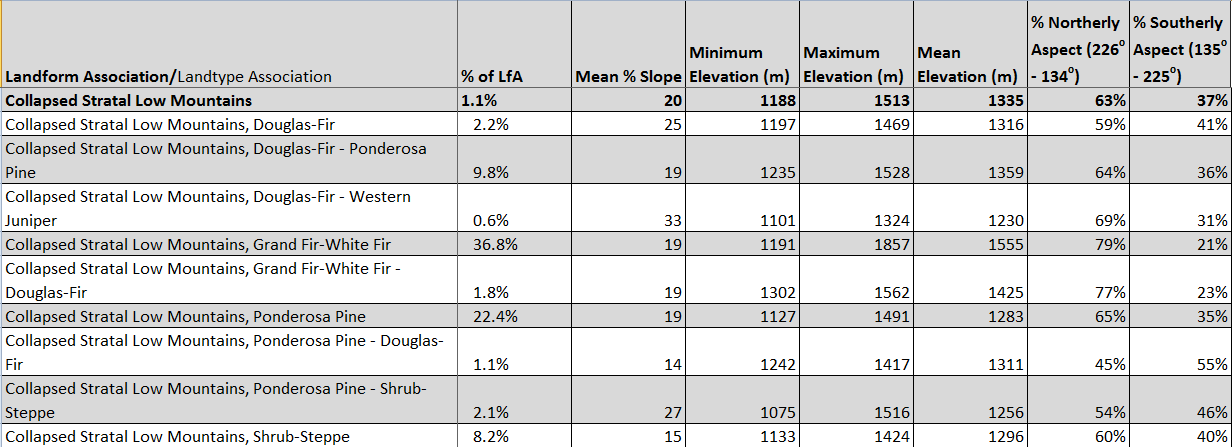 Landform Association/Landtype Association % of LfA Mean % Slope Minimum Elevation (m) Maximum Elevation (m) Mean Elevation (m) % Northerly Aspect (226° - 134°) % Southerly Aspect (135° - 225°)
Collapsed Stratal Low Mountains 1.1% 20 1188 1513 1335 63% 37%
Collapsed Stratal Low Mountains, Douglas-Fir 2.2% 25 1197 1469 1316 59% 41%
Collapsed Stratal Low Mountains, Douglas-Fir - Ponderosa
Pine 9.8% 19 1235 1528 1359 64% 36%
Collapsed Stratal Low Mountains, Douglas-Fir - Western
Juniper 0.6% 33 1101 1324 1230 69% 31%
Collapsed Stratal Low Mountains, Grand Fir-White Fir 36.8% 19 1191 1857 1555 79% 21%
Collapsed Stratal Low Mountains, Grand Fir-White Fir -
Douglas-Fir 1.8% 19 1302 1562 1425 77% 23%
Collapsed Stratal Low Mountains, Ponderosa Pine 22.4% 19 1127 1491 1283 65% 35%
Collapsed Stratal Low Mountains, Ponderosa Pine - Douglas-
Fir 1.1% 14 1242 1417 1311 45% 55%
Collapsed Stratal Low Mountains, Ponderosa Pine - Shrub-
Steppe 2.1% 27 1075 1516 1256 54% 46%
Collapsed Stratal Low Mountains, Shrub-Steppe 8.2% 15 1133 1424 1296 60% 40%